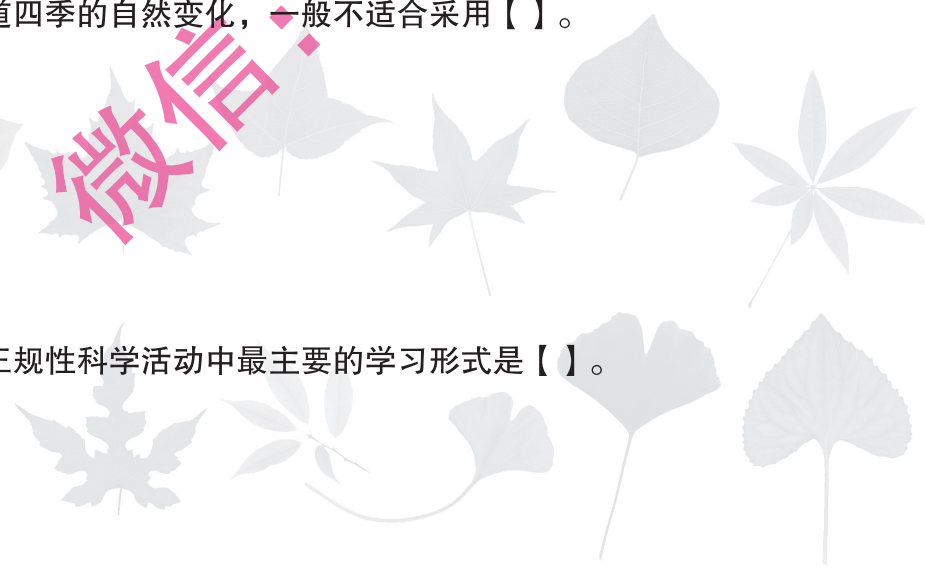 道四季的自然变化，一般不适合采用【 】。
微信：
正规性科学活动中最主要的学习形式是【 】。